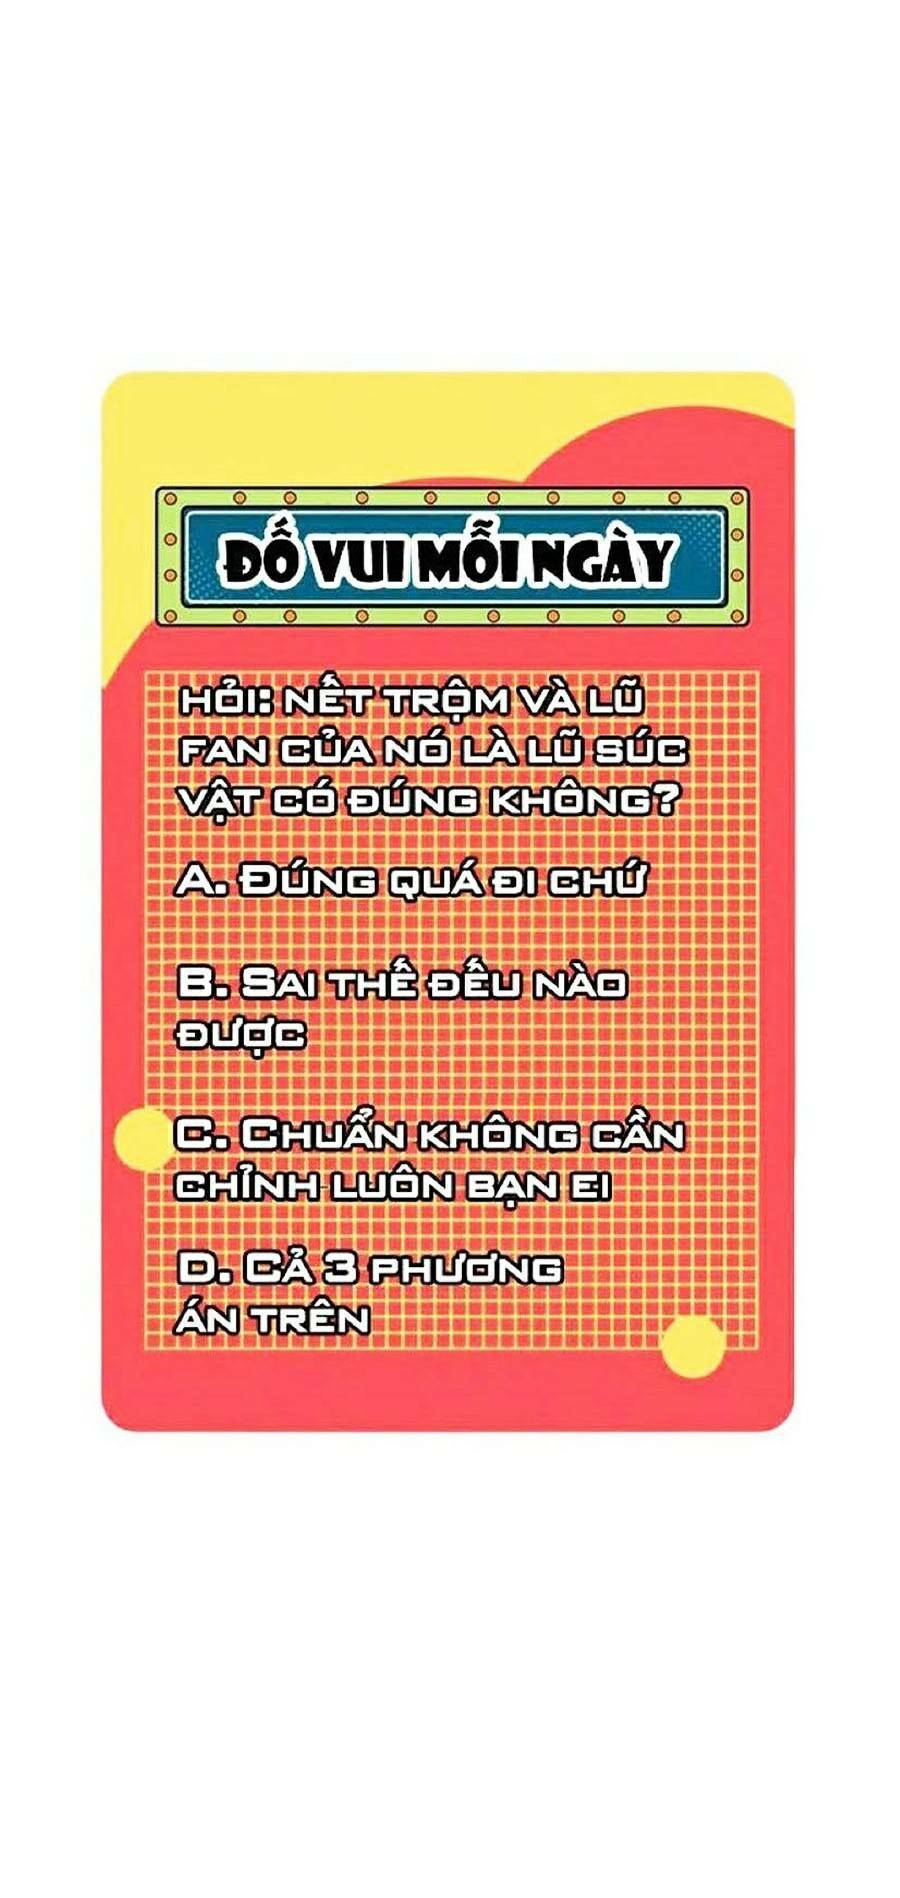 ĐỐ VUI MỖI NGÀY
HỎI: NẾT TRỘM VÀ LŨ
FAN CỦA NÓ LÀ LŨ SÚC
VẬT CÓ ĐÚNG KHÔNG?
A. ĐÚNG QUÁ ĐI CHỨ
B. SAI THẾ ĐẾU NÀO
ĐƯỢC
C. CHUẨN KHÔNG CẦN
CHỈNH LUÔN BẠN EI
D. CẢ 3 PHƯƠNG
ÁN TRÊN